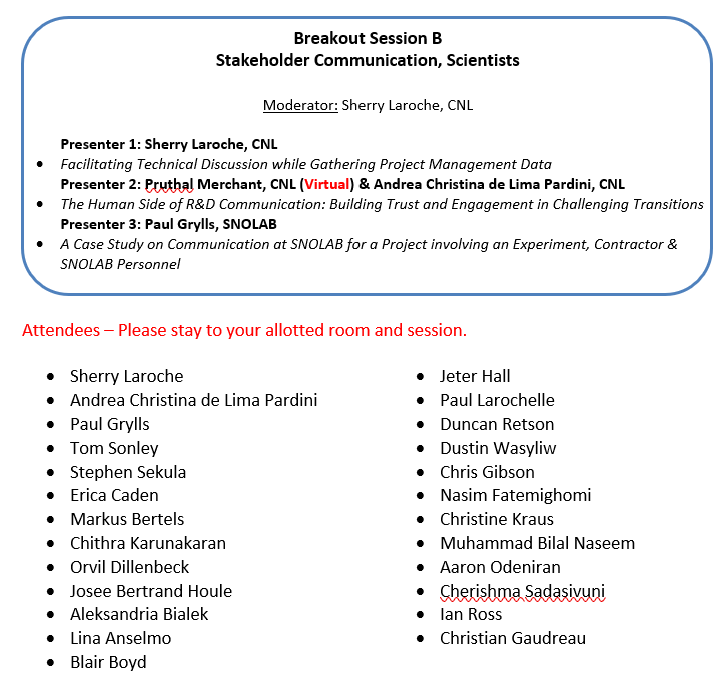 Breakout Session B
Stakeholder Communication, Scientists
Moderator: Sherry Laroche, CNL
Presenter 1: Sherry Laroche, CNL
• Facilitating Technical Discussion while Gathering Project Management Data
Presenter 2: Pruthal Merchant, CNL (Virtual) & Andrea Christina de Lima Pardini, CNL
• The Human Side of R&D Communication: Building Trust and Engagement in Challenging Transitions
Presenter 3: Paul Grylls, SNOLAB
• A Case Study on Communication at SNOLAB for a Project involving an Experiment, Contractor &
SNOLAB Personnel
Attendees – Please stay to your allotted room and session.
• Sherry Laroche
• Andrea Christina de Lima Pardini
• Paul Grylls
• Tom Sonley
• Stephen Sekula
• Erica Caden
• Markus Bertels
• Chithra Karunakaran
• Orvil Dillenbeck
• Josee Bertrand Houle
• Aleksandria Bialek
• Lina Anselmo
• Blair Boyd
• Jeter Hall
• Paul Larochelle
• Duncan Retson
• Dustin Wasyliw
• Chris Gibson
• Nasim Fatemighomi
• Christine Kraus
• Muhammad Bilal Naseem
• Aaron Odeniran
• Cherishma Sadasivuni
• Ian Ross
• Christian Gaudreau